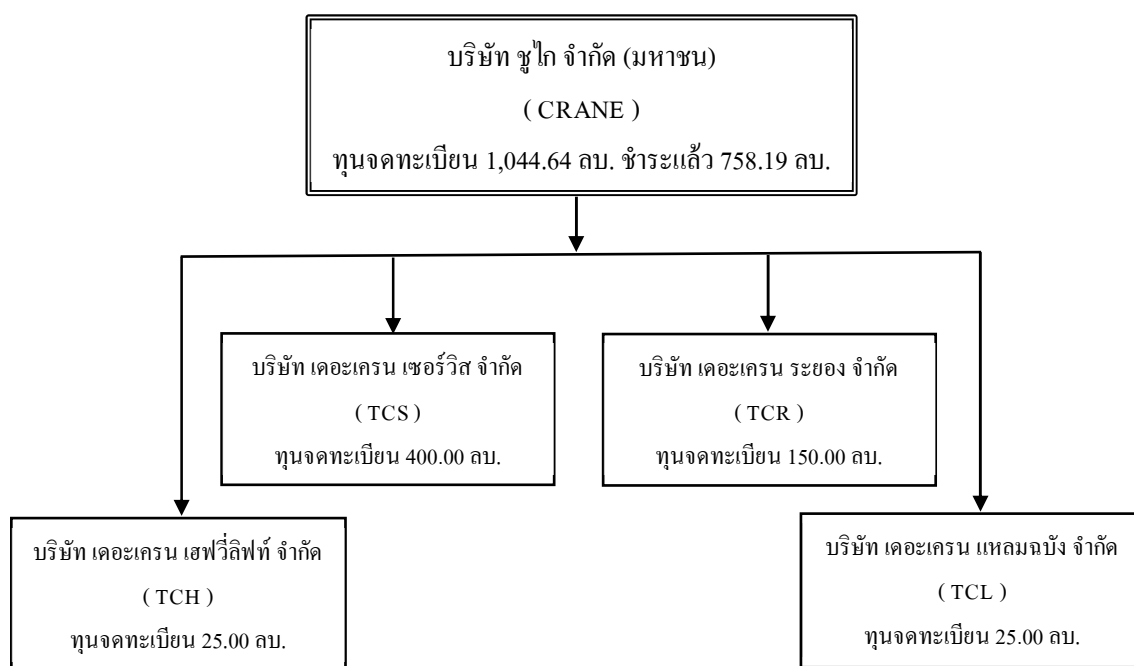 บริษัท ชูไก จำกัด (มหาชน)
( CRANE )
ทุนจดทะเบียน 1,044.64 ลบ. ชำระแล้ว 758.19 ลบ.
บริษัท เดอะเครน เซอร์วิส จำกัด
( TCS )
ทุนจดทะเบียน 400.00 ลบ.
บริษัท เดอะเครน ระยอง จำกัด
( TCR )
ทุนจดทะเบียน 150.00 ลบ.
บริษัท เดอะเครน เฮฟวี่ลิฟท์ จำกัด
( TCH )
ทุนจดทะเบียน 25.00 ลบ.
บริษัท เดอะเครน แหลมฉบัง จำกัด
( TCL )
ทุนจดทะเบียน 25.00 ลบ.